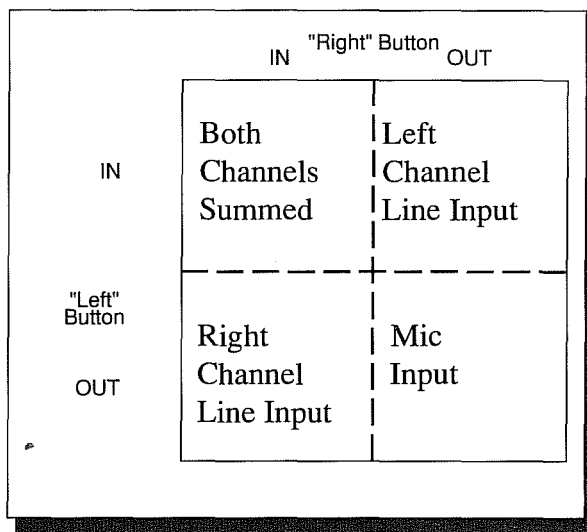 "Right" Button
IN OUT
Both
Channels
Summed
Left
Channel
Line Input
IN
"Left"
Button
OUT
Right
Channel
Line Input
Mic
Input